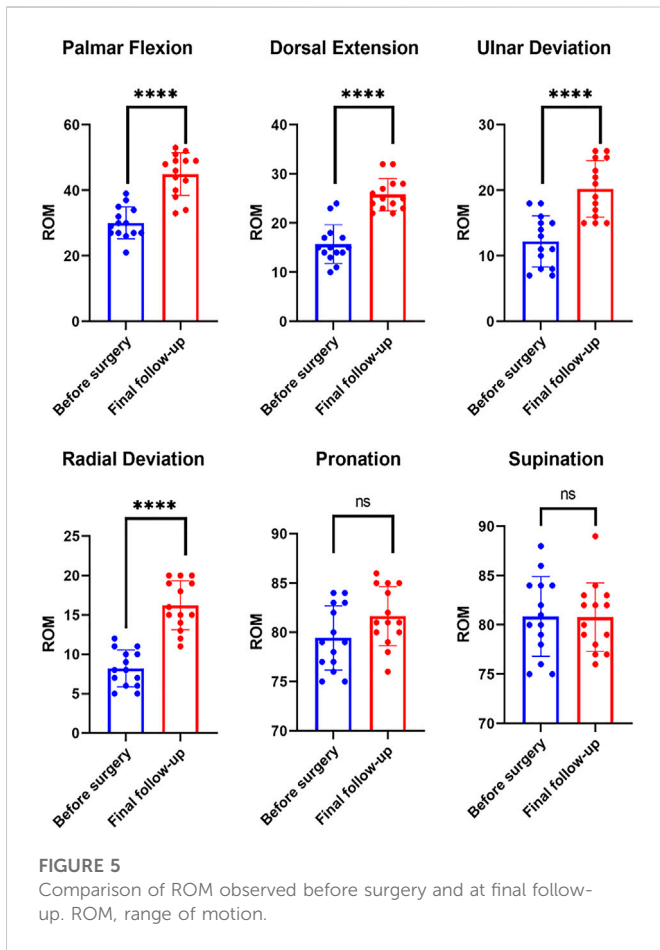 Palmar Flexion
****
ROM
60
40
20
0
Before surgery
Final follow-up
Dorsal Extension
****
ROM
40
30
20
10
0
Before surgery
Final follow-up
Ulnar Deviation
****
ROM
30
20
10
0
Before surgery
Final follow-up
Radial Deviation
****
ROM
25
20
15
10
5
0
Before surgery
Final follow-up
Pronation
ns
ROM
90
85
80
75
70
Before surgery
Final follow-up
Supination
ns
ROM
90
85
80
75
70
Before surgery
Final follow-up
FIGURE 5
Comparison of ROM observed before surgery and at final follow-
up. ROM, range of motion.